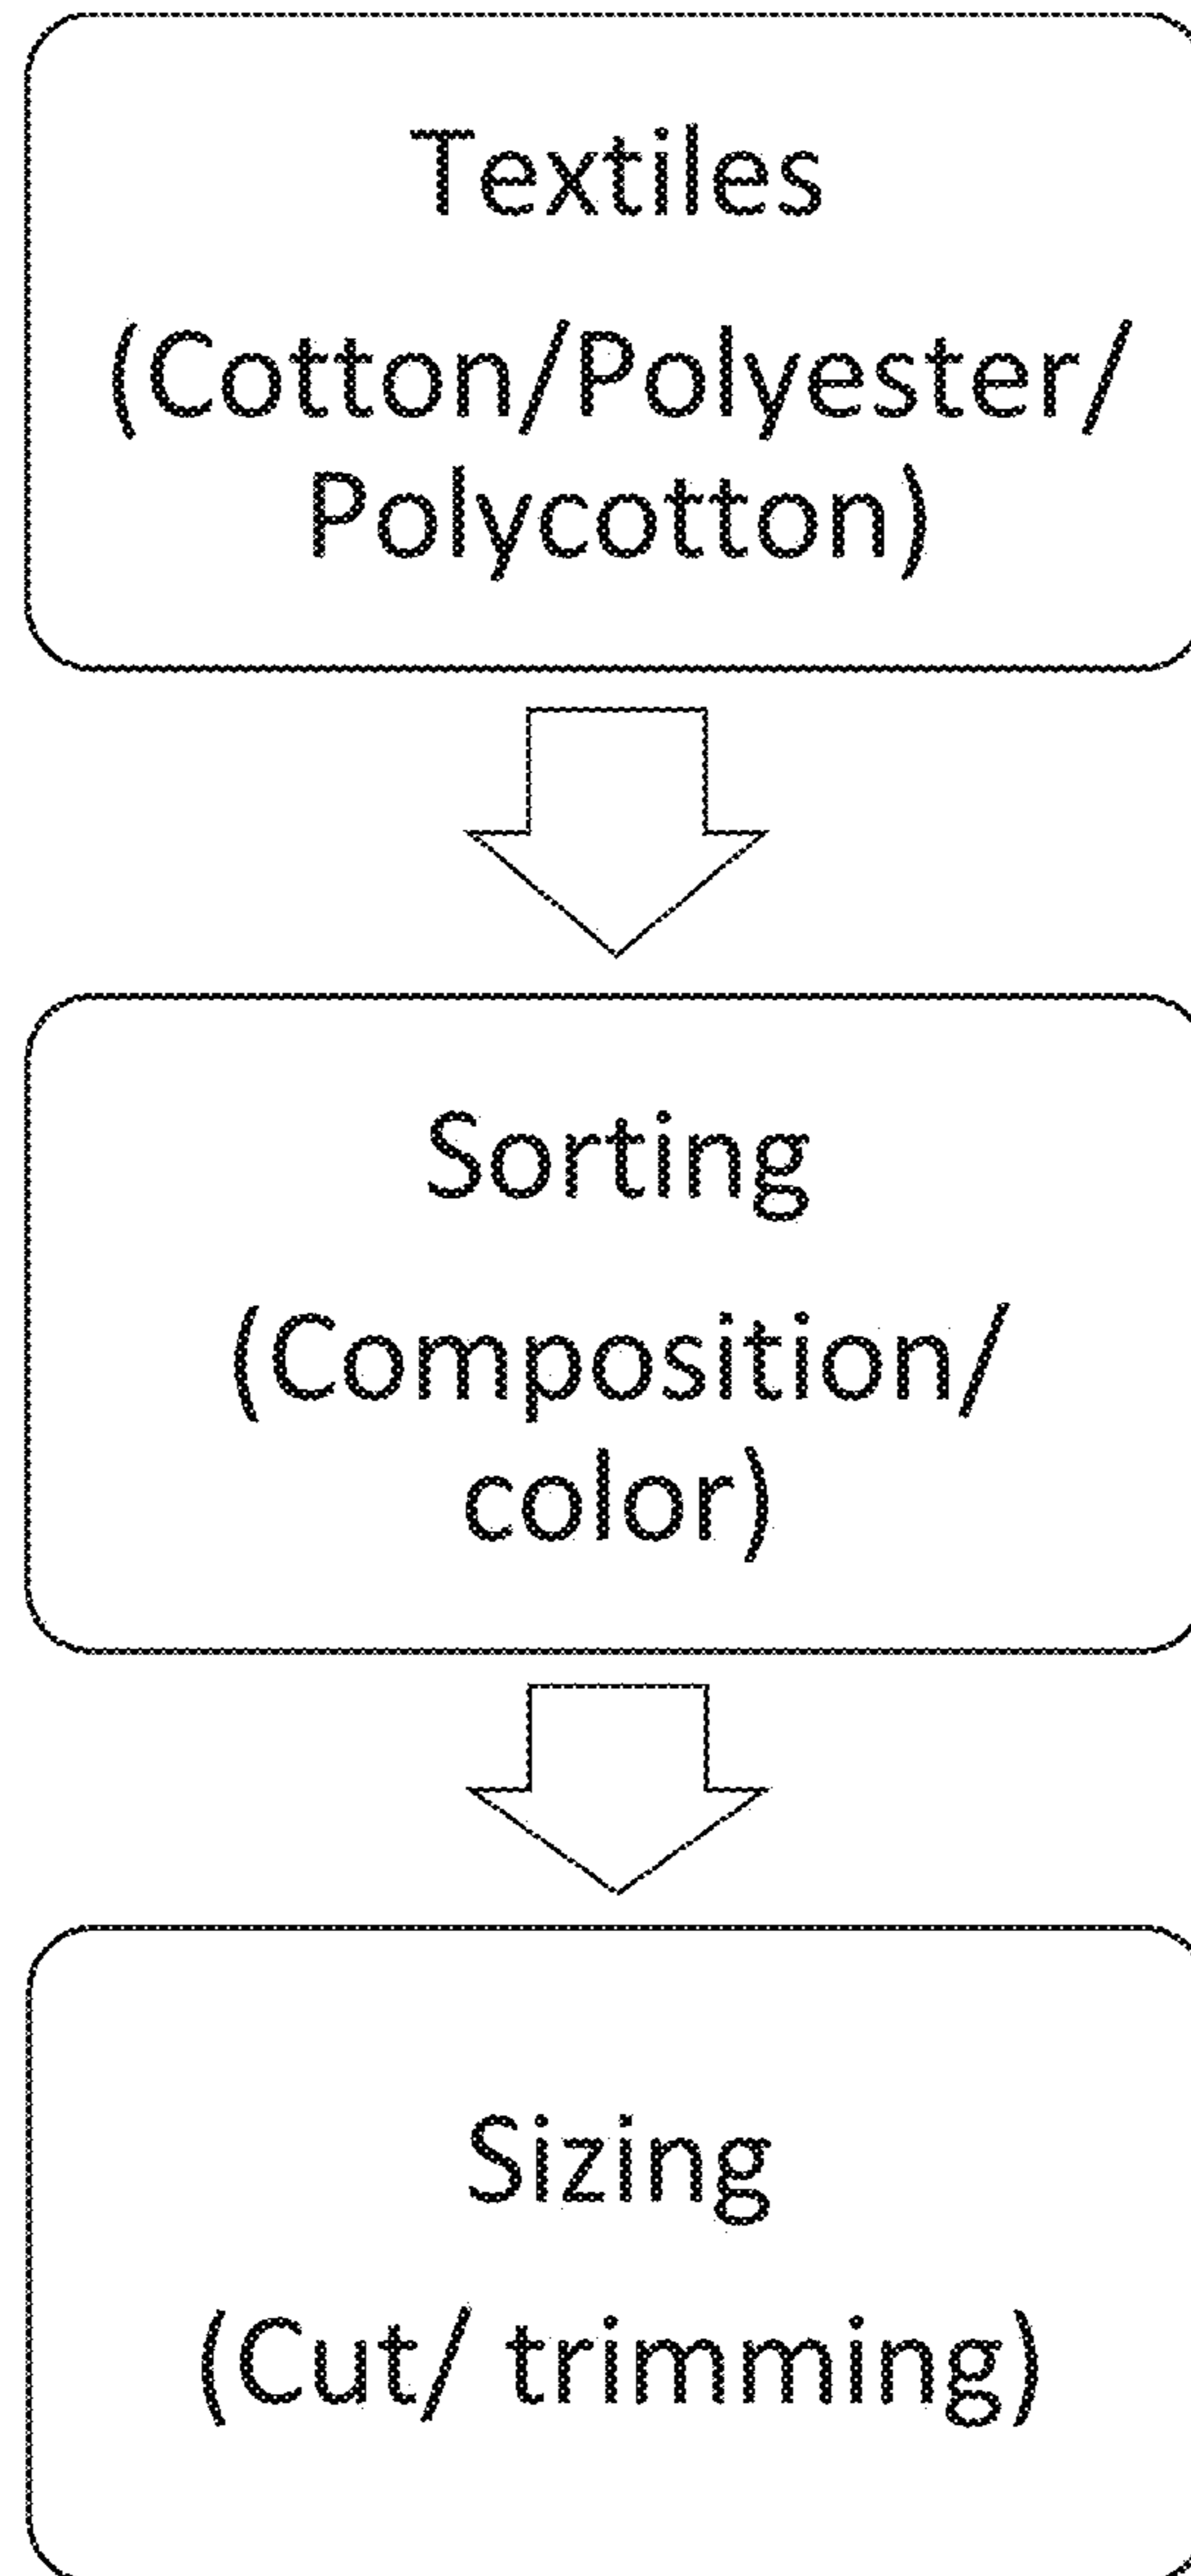 Textiles
(Cotton/Polyester/
Polycotton)
Sorting
(Composition/
color)
Sizing
(Cut/ trimming)